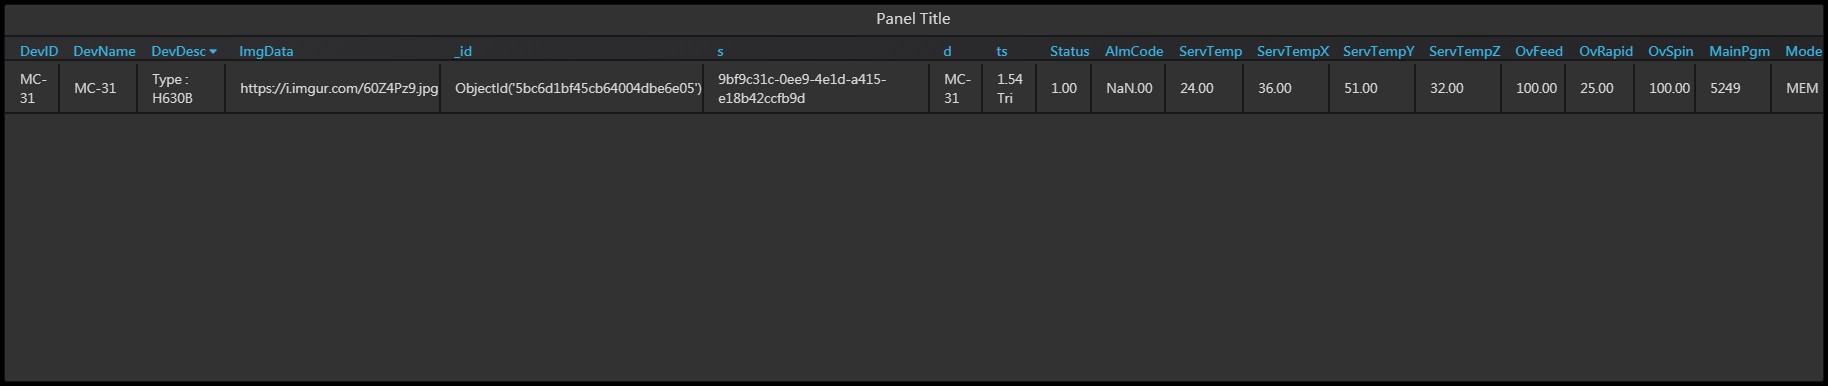 Panel Title
DevID DevName DevDesc ImgData _id s d ts Status AlmCode ServTemp ServTempX ServTempY ServTempZ OvFeed OvRapid OvSpin MainPgm Mode
MC-31 MC-31 Type : H630B https://i.imgur.com/60Z4Pz9.jpg ObjectId('5bc6d1bf45cb64004dbe6e05') 9bf9c31c-0ee9-4e1d-a415-e18b42ccfb9d MC-31 1.54 Tri 1.00 NaN.00 24.00 36.00 51.00 32.00 100.00 25.00 100.00 5249 MEM